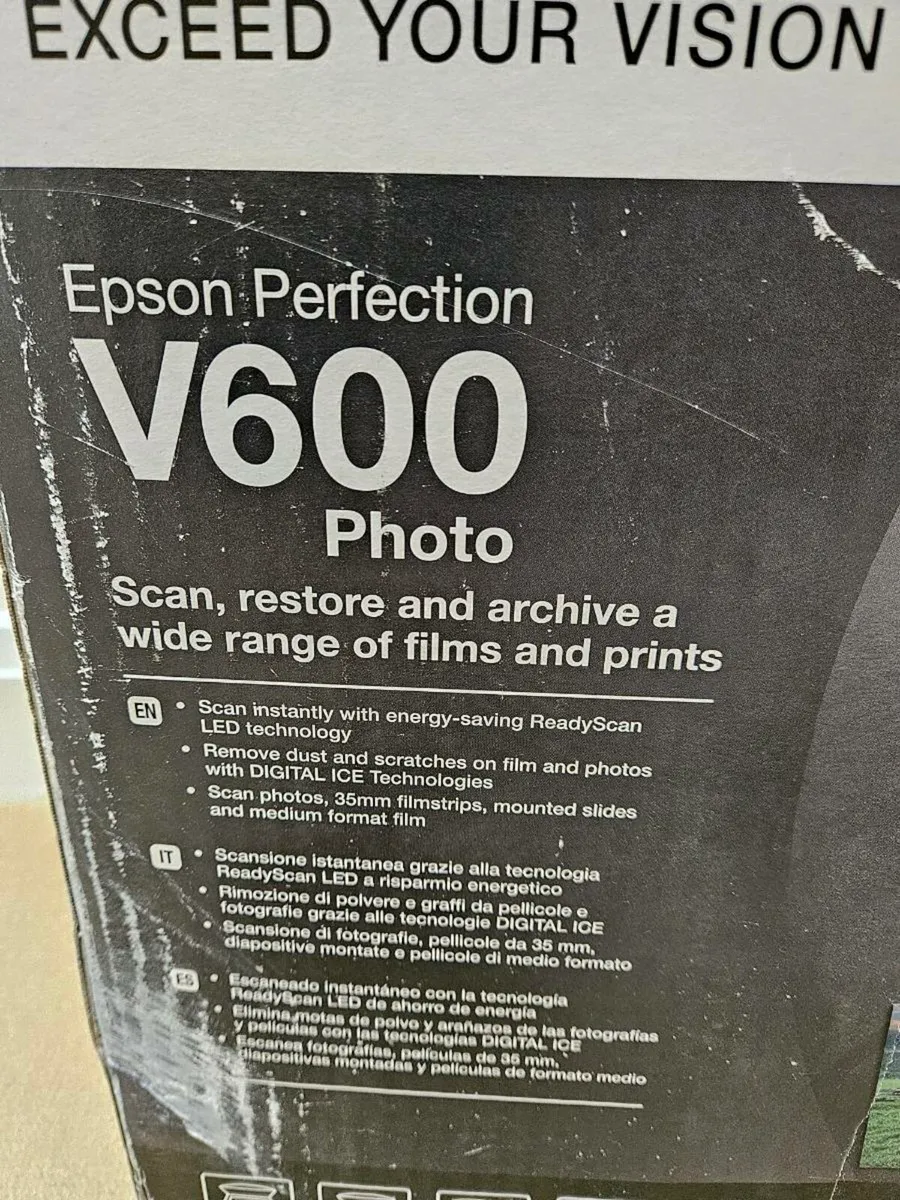 EXCEED YOUR VISION
Epson Perfection
V600
Photo
Scan, restore and archive a
wide range of films and prints
EN • Scan instantly with energy-saving ReadyScan
LED technology
• Remove dust and scratches on film and photos
with DIGITAL ICE Technologies
• Scan photos, 35mm filmstrips, mounted slides
and medium format film
IT • Scansione istantanea grazie alla tecnologia
ReadyScan LED a risparmio energetico
• Rimozione di polvere e graffi da pellicole e
fotografie grazie alle tecnologie DIGITAL ICE
• Scansione di fotografie, pellicole da 35 mm,
diapositive montate e pellicole di medio formato
ES • Escaneado instantáneo con la tecnología
ReadyScan LED de ahorro de energía
• Elimina motas de polvo y arañazos de las fotografías
y películas con las tecnologías DIGITAL ICE
• Escanea fotografías, películas de 35 mm,
diapositivas montadas y películas de formato medio